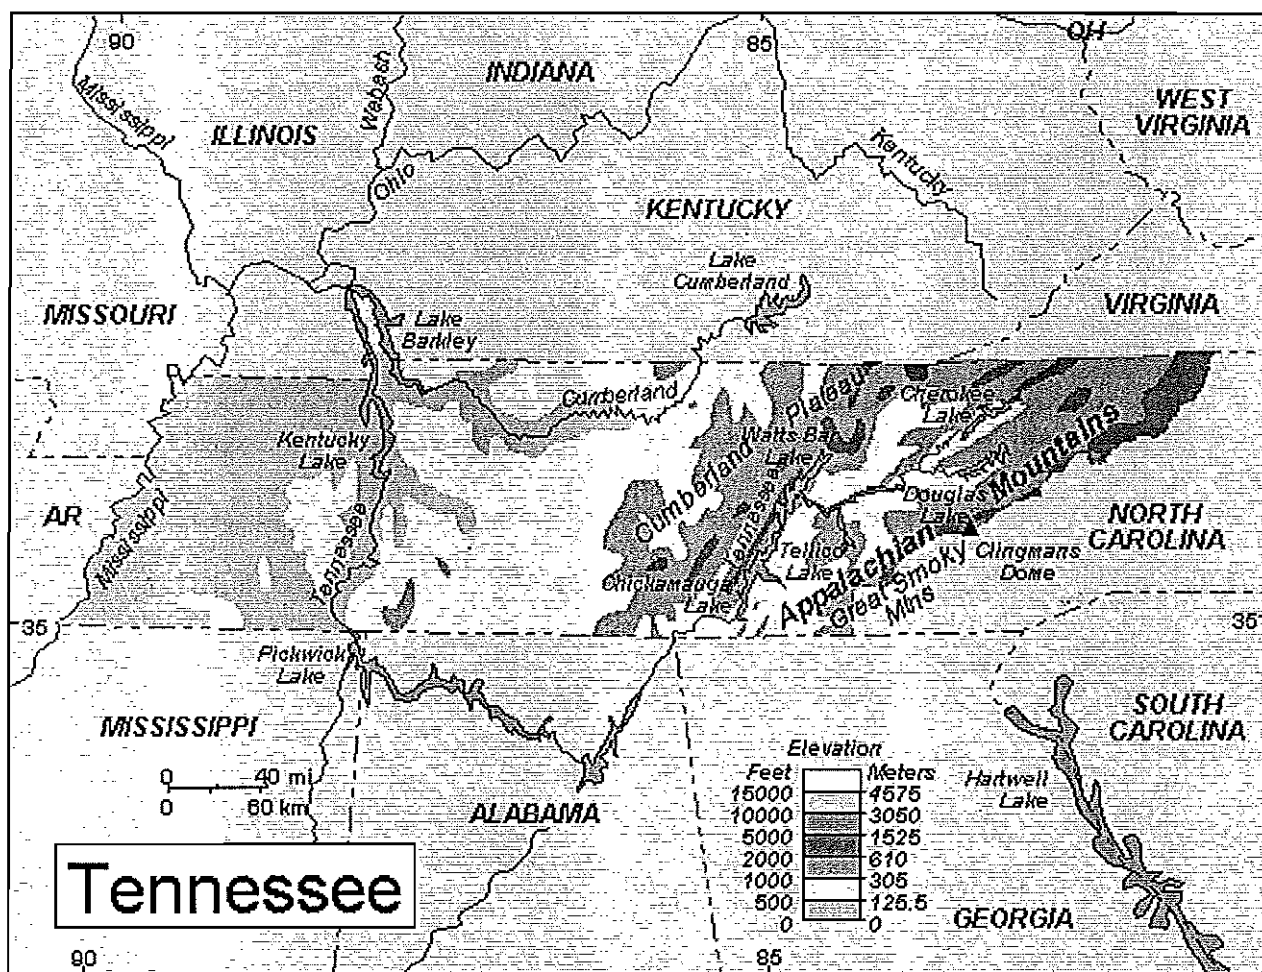 90
85
OH
Mississippi
Wabach
INDIANA
WEST
VIRGINIA
ILLINOIS
Ohio
Kentucky
KENTUCKY
Lake
Cumberland
MISSOURI
VIRGINIA
Lake
Barkley
Cumberland
Cumberland Plateau
Cherokee
Lake
Kentucky
Lake
Watts Bar
Lake
Appalachian Mountains
AR
Mississippi
Tennessee
Tennessee
Douglas
Lake
NORTH
CAROLINA
Tellico
Lake
Clingmans
Dome
Chickamauga
Lake
Great Smoky
Mtns
35
35
Pickwick
Lake
MISSISSIPPI
SOUTH
CAROLINA
0 40 mi
0 60 km
Elevation
Feet Meters
15000 4575
10000 3050
5000 1525
2000 610
1000 305
500 125.5
0 0
Hartwell
Lake
ALABAMA
GEORGIA
Tennessee
90
85